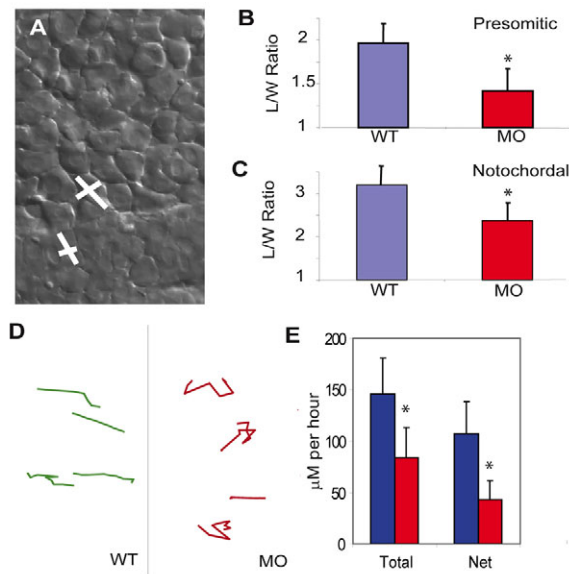 A
B
Presomitic
L/W Ratio
2
1.5
1
*
WT
MO
C
Notochordal
L/W Ratio
3
2
1
*
WT
MO
D
WT
MO
E
µM per hour
200
150
100
50
0
*
*
Total
Net